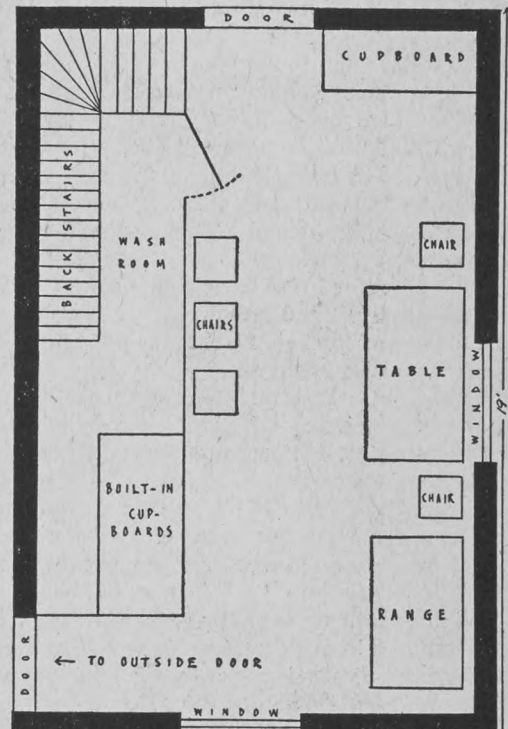 DOOR
CUPBOARD
BACK STAIRS
WASH
ROOM
CHAIR
CHAIRS
TABLE
WINDOW
19'
CHAIR
BUILT-IN
CUP-
BOARDS
RANGE
DOOR
← TO OUTSIDE DOOR
WINDOW